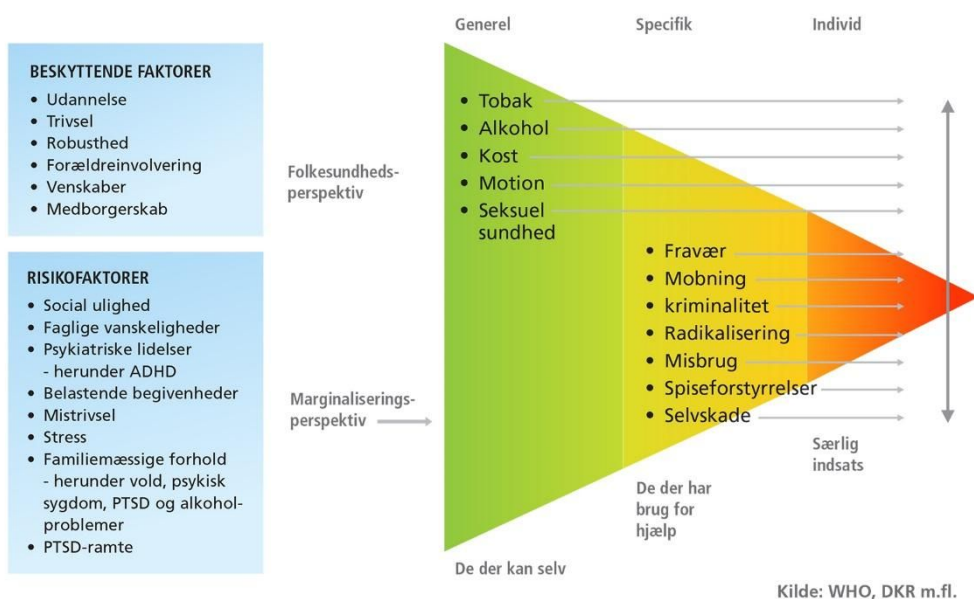 Generel
Specifik
Individ
BESKYTTENDE FAKTORER
• Udannelse
• Trivsel
• Robusthed
• Forældreinvolvering
• Venskaber
• Medborgerskab
Folkesundheds-
perspektiv
RISIKOFAKTORER
• Social ulighed
• Faglige vanskeligheder
• Psykiatriske lidelser
- herunder ADHD
• Belastende begivenheder
• Mistrivsel
• Stress
• Familiemæssige forhold
- herunder vold, psykisk
sygdom, PTSD og alkohol-
problemer
• PTSD-ramte
Marginaliserings-
perspektiv
• Tobak
• Alkohol
• Kost
• Motion
• Seksuel
sundhed
• Fravær
• Mobning
• kriminalitet
• Radikalisering
• Misbrug
• Spiseforstyrrelser
• Selvskade
Særlig
indsats
De der har
brug for
hjælp
De der kan selv
Kilde: WHO, DKR m.fl.